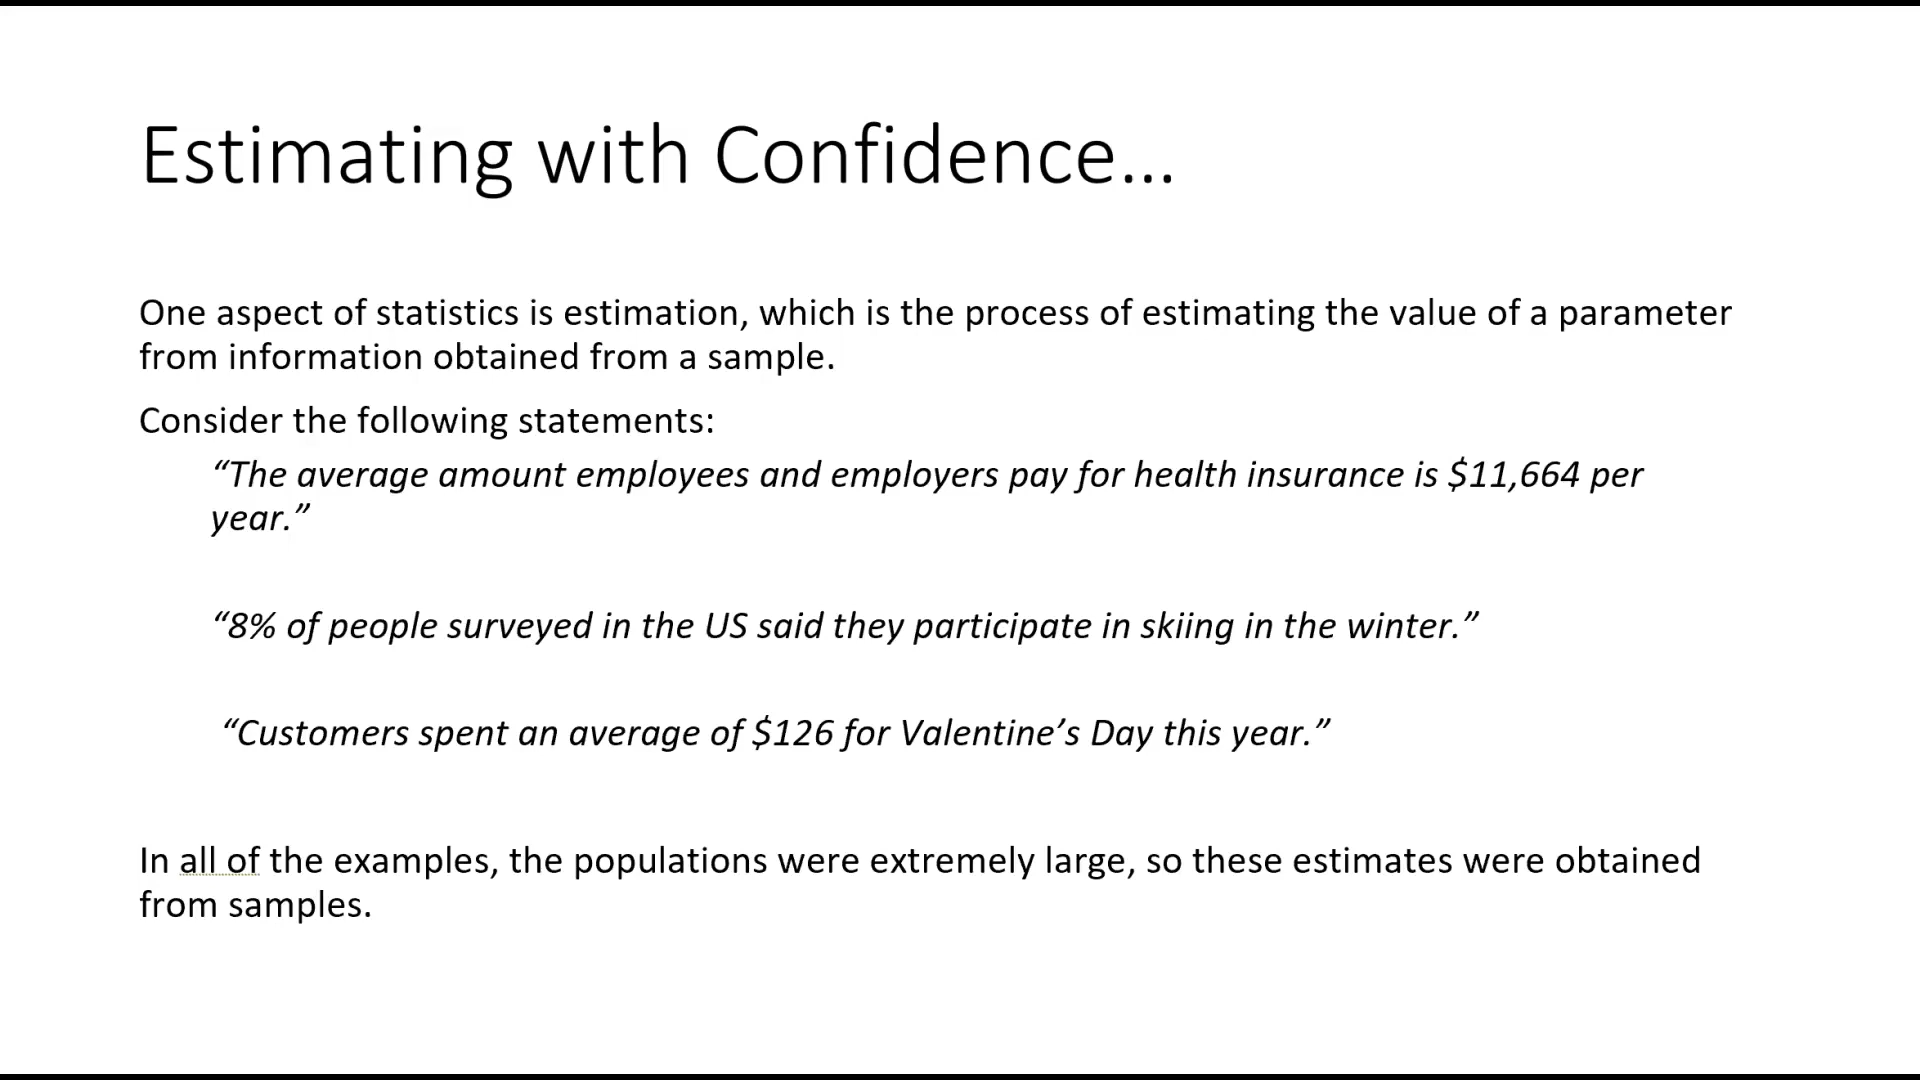 Estimating with Confidence…
One aspect of statistics is estimation, which is the process of estimating the value of a parameter
from information obtained from a sample.
Consider the following statements:
“The average amount employees and employers pay for health insurance is $11,664 per
year.”
“8% of people surveyed in the US said they participate in skiing in the winter.”
“Customers spent an average of $126 for Valentine’s Day this year.”
In all of the examples, the populations were extremely large, so these estimates were obtained
from samples.